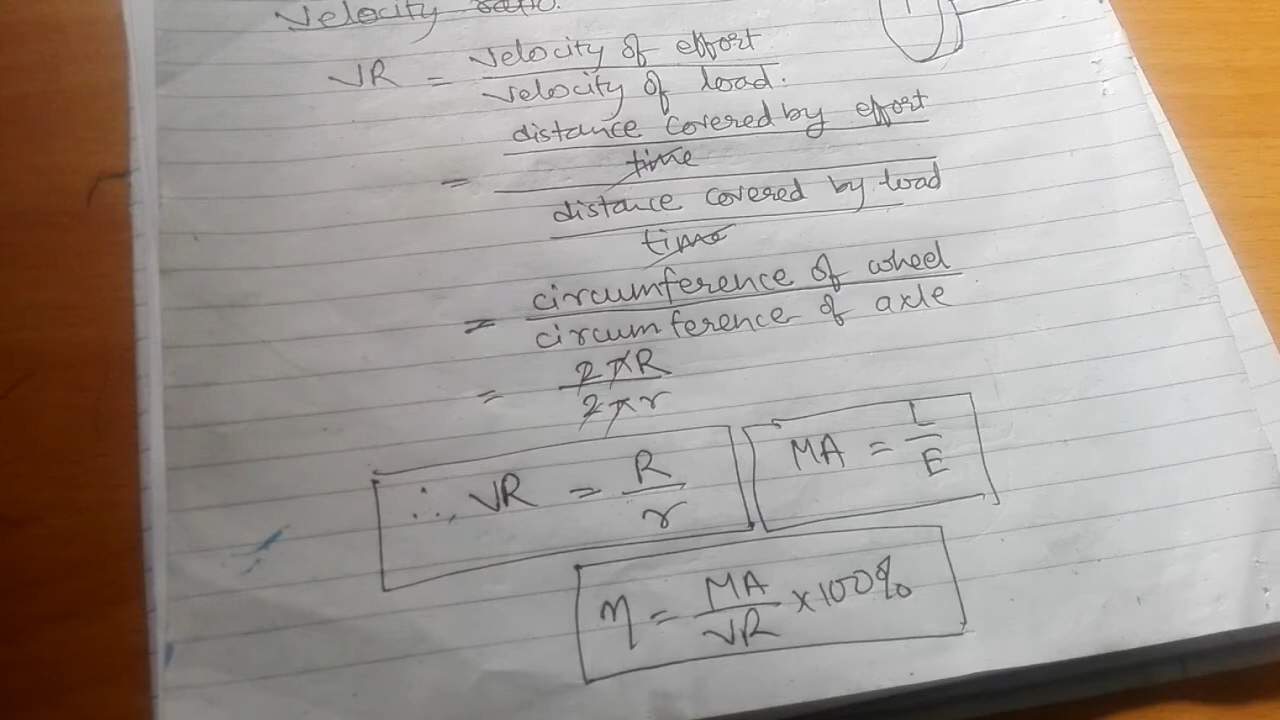 Velocity ratio.
VR = velocity of effort / velocity of load.
= distance covered by effort / time / distance covered by load / time
= circumference of wheel / circumference of axle
= 2πR / 2πr
∴, VR = R / r
MA = L / E
η = MA / VR × 100%